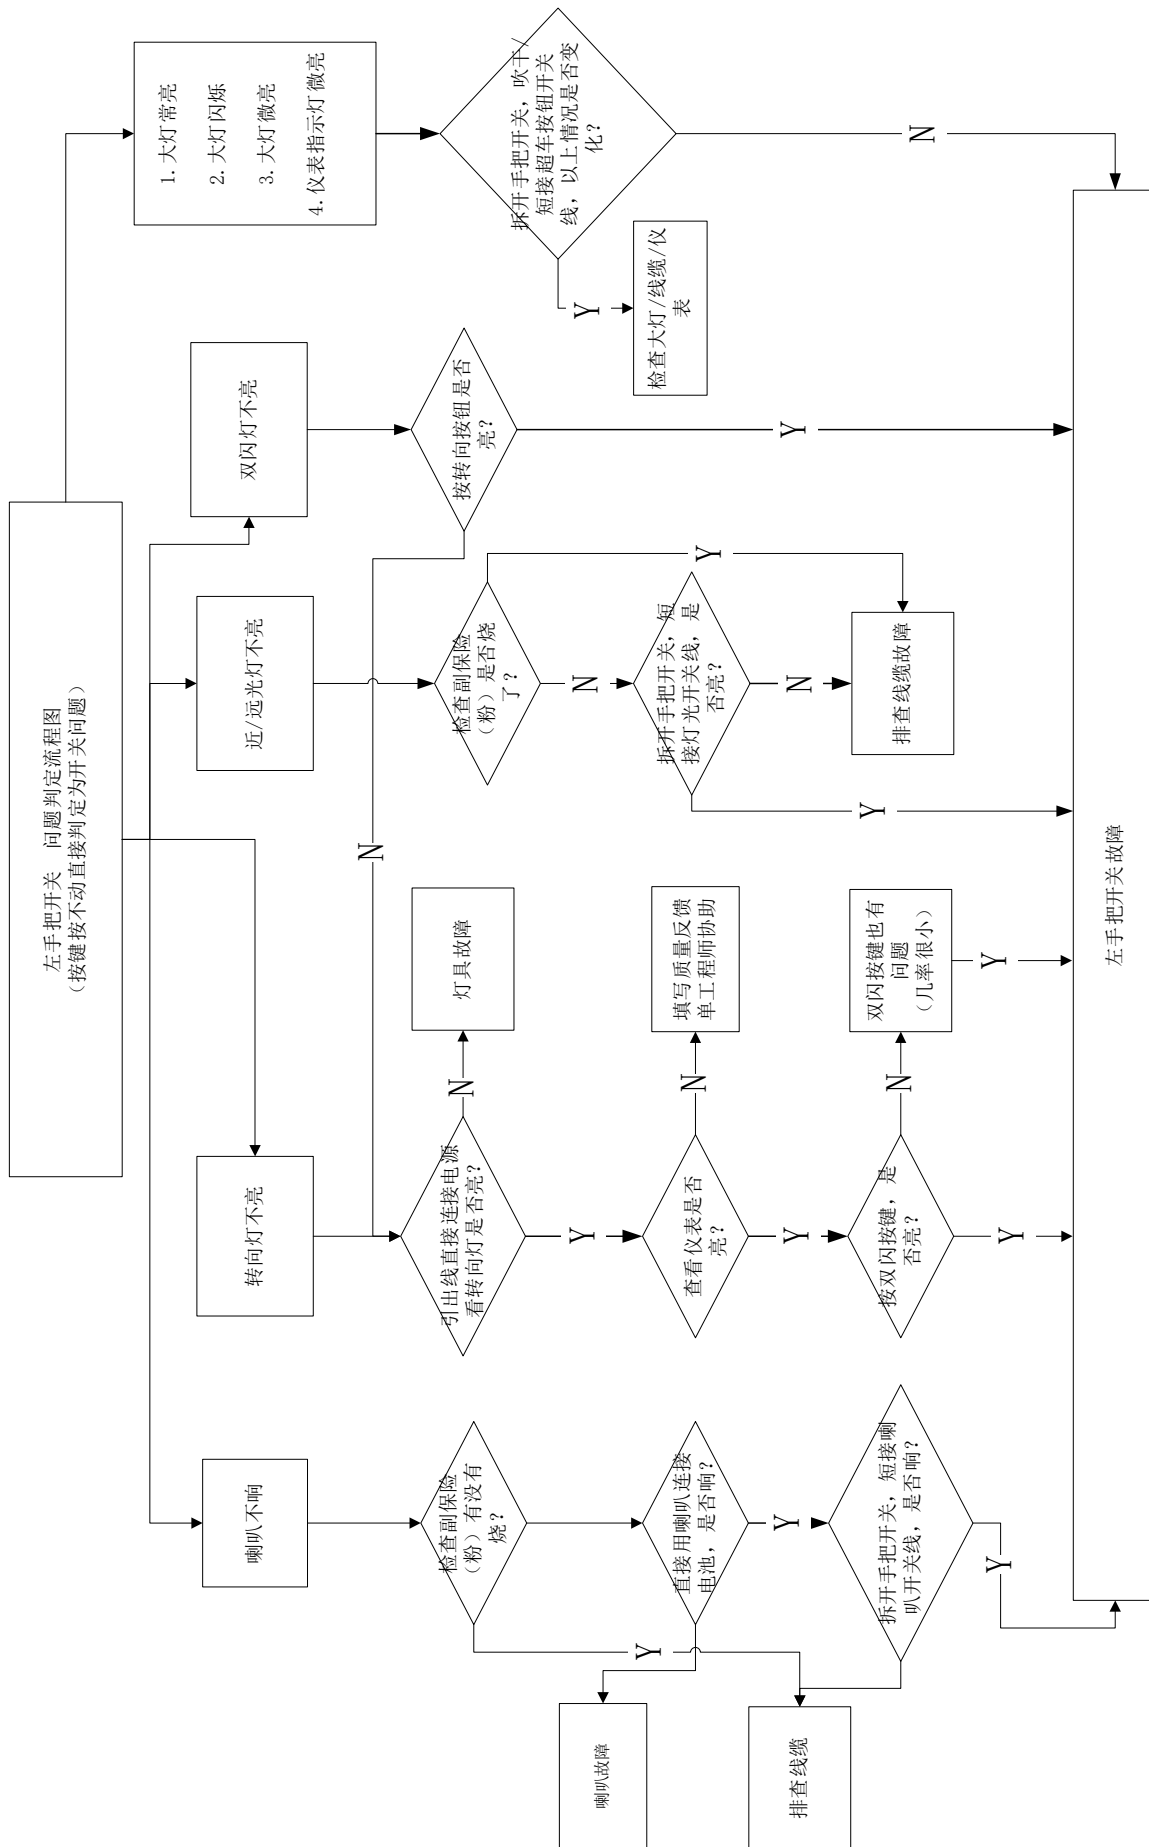 左手把开关 问题判定流程图
(按键按不动直接判定为开关问题)
喇叭不响
转向灯不亮
近/远光灯不亮
双闪灯不亮
1.大灯常亮
2.大灯闪烁
3.大灯微亮
4.仪表指示灯微亮
检查副保险
(粉)有没有
烧?
引出线直接连接电源
看转向灯是否亮?
检查副保险
(粉)是否烧
了?
按转向按钮是否
亮?
拆开手把开关,吹干/
短接超车按钮开关
线,以上情况是否变
化?
N
灯具故障
N
Y
N
Y
Y
检查大灯/线缆/仪
表
喇叭故障
Y
直接用喇叭连接
电池,是否响?
查看仪表是否
亮?
N
填写质量反馈
单工程师协助
拆开手把开关,短
接灯光开关线,是
否亮?
Y
Y
Y
N
N
排查线缆
拆开手把开关,短接喇
叭开关线,是否响?
按双闪按键,是
否亮?
N
双闪按键也有
问题
(几率很小)
Y
排查线缆故障
Y
Y
Y
左手把开关故障